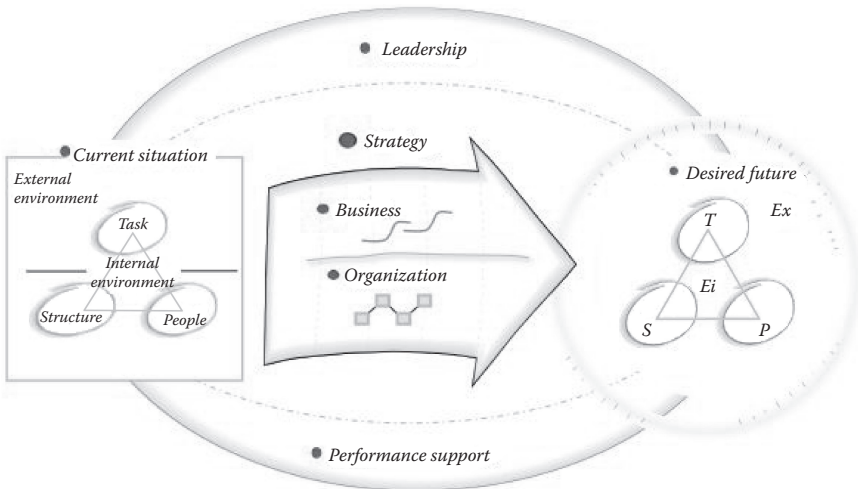 Leadership
Strategy
Current situation
External
environment
Task
Internal
environment
Structure
People
Business
Organization
Desired future
Ex
T
Ei
S
P
Performance support